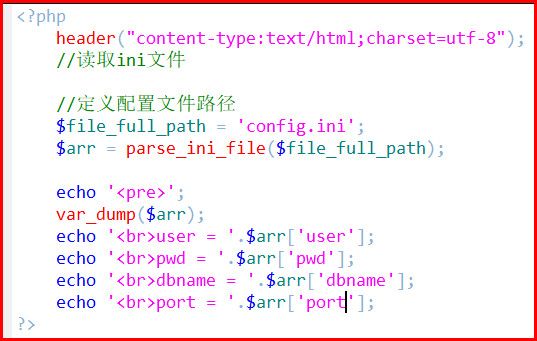 <?php
header("content-type:text/html;charset=utf-8");
//读取ini文件
//定义配置文件路径
$file_full_path = 'config.ini';
$arr = parse_ini_file($file_full_path);
echo '<pre>';
var_dump($arr);
echo '<br>user = '.$arr['user'];
echo '<br>pwd = '.$arr['pwd'];
echo '<br>dbname = '.$arr['dbname'];
echo '<br>port = '.$arr['port'];
?>